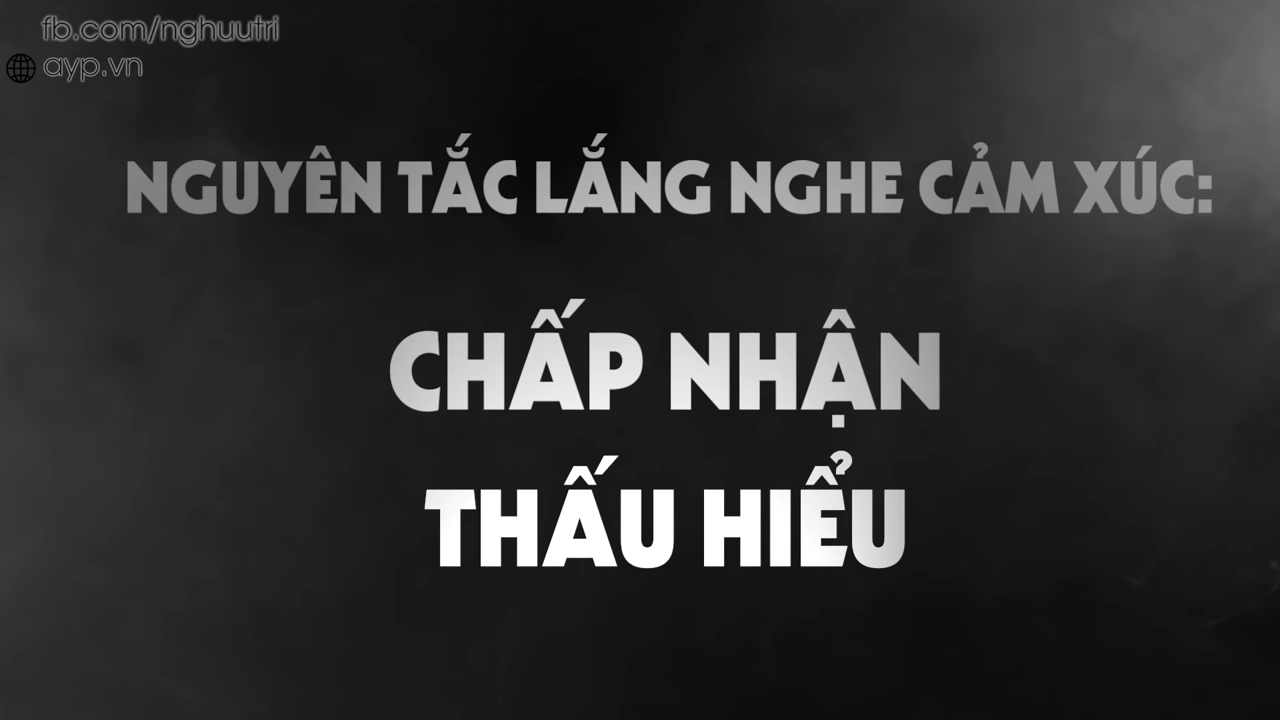 fb.com/nghuutri
ayp.vn
NGUYÊN TẮC LẮNG NGHE CẢM XÚC:
CHẤP NHẬN
THẤU HIỂU